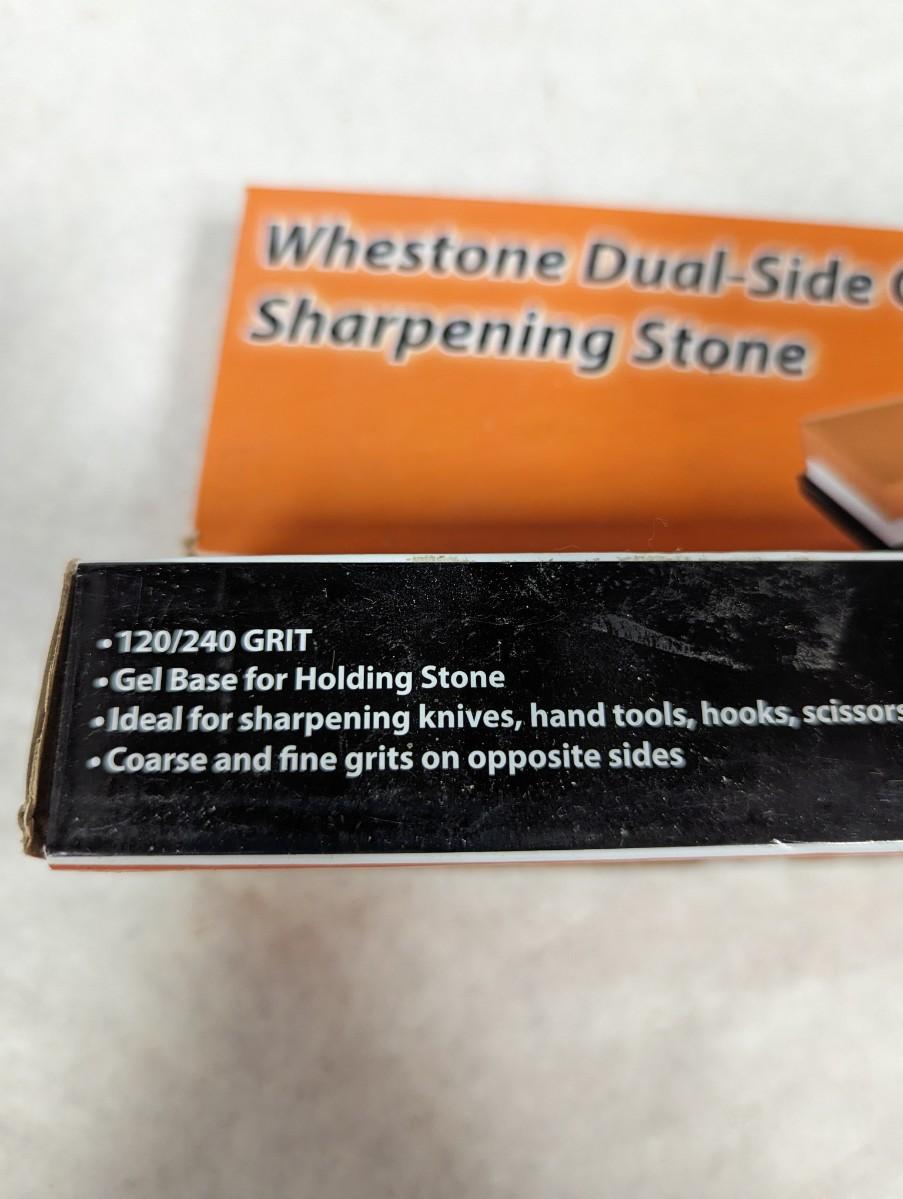 Whestone Dual-Side
Sharpening Stone
•120/240 GRIT
•Gel Base for Holding Stone
•Ideal for sharpening knives, hand tools, hooks, scissors
•Coarse and fine grits on opposite sides